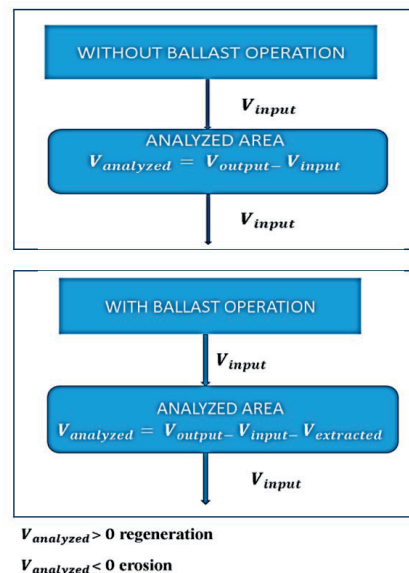 WITHOUT BALLAST OPERATION
V_input
ANALYZED AREA
V_analyzed = V_output− V_input
V_input
WITH BALLAST OPERATION
V_input
ANALYZED AREA
V_analyzed = V_output− V_input− V_extracted
V_input
V_analyzed > 0 regeneration
V_analyzed < 0 erosion